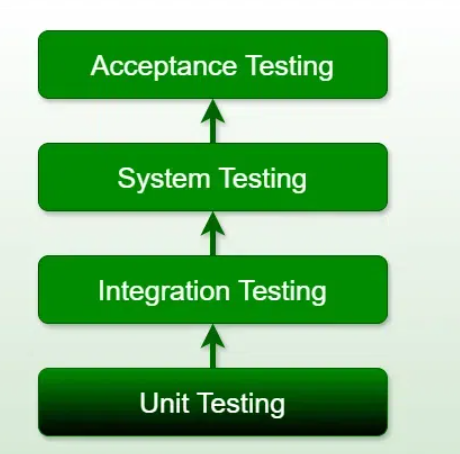 Acceptance Testing
System Testing
Integration Testing
Unit Testing